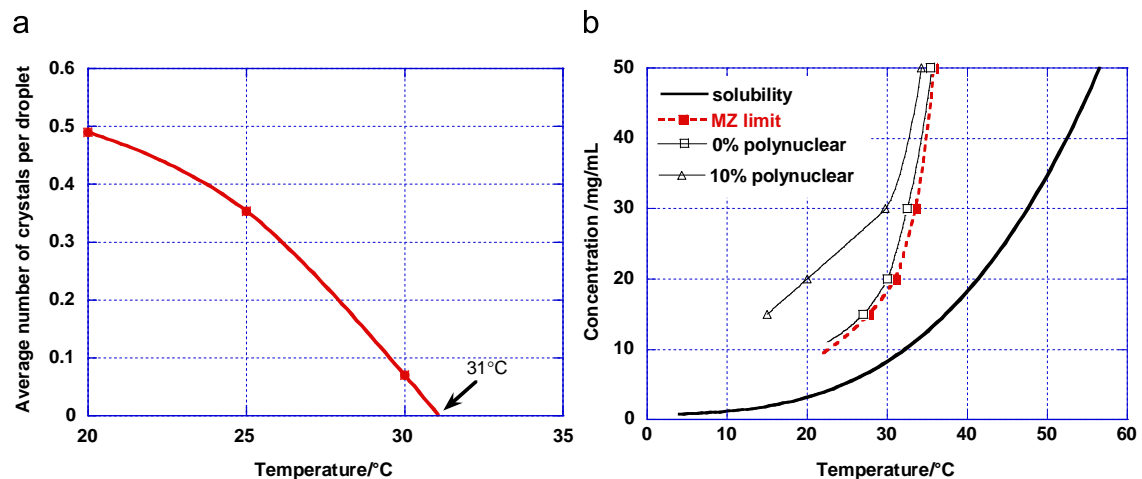 a
Average number of crystals per droplet
0.6
0.5
0.4
0.3
0.2
0.1
0
31°C
20 25 30 35
Temperature/°C
b
Concentration /mg/mL
50
40
30
20
10
0
solubility
MZ limit
0% polynuclear
10% polynuclear
0 10 20 30 40 50 60
Temperature/°C